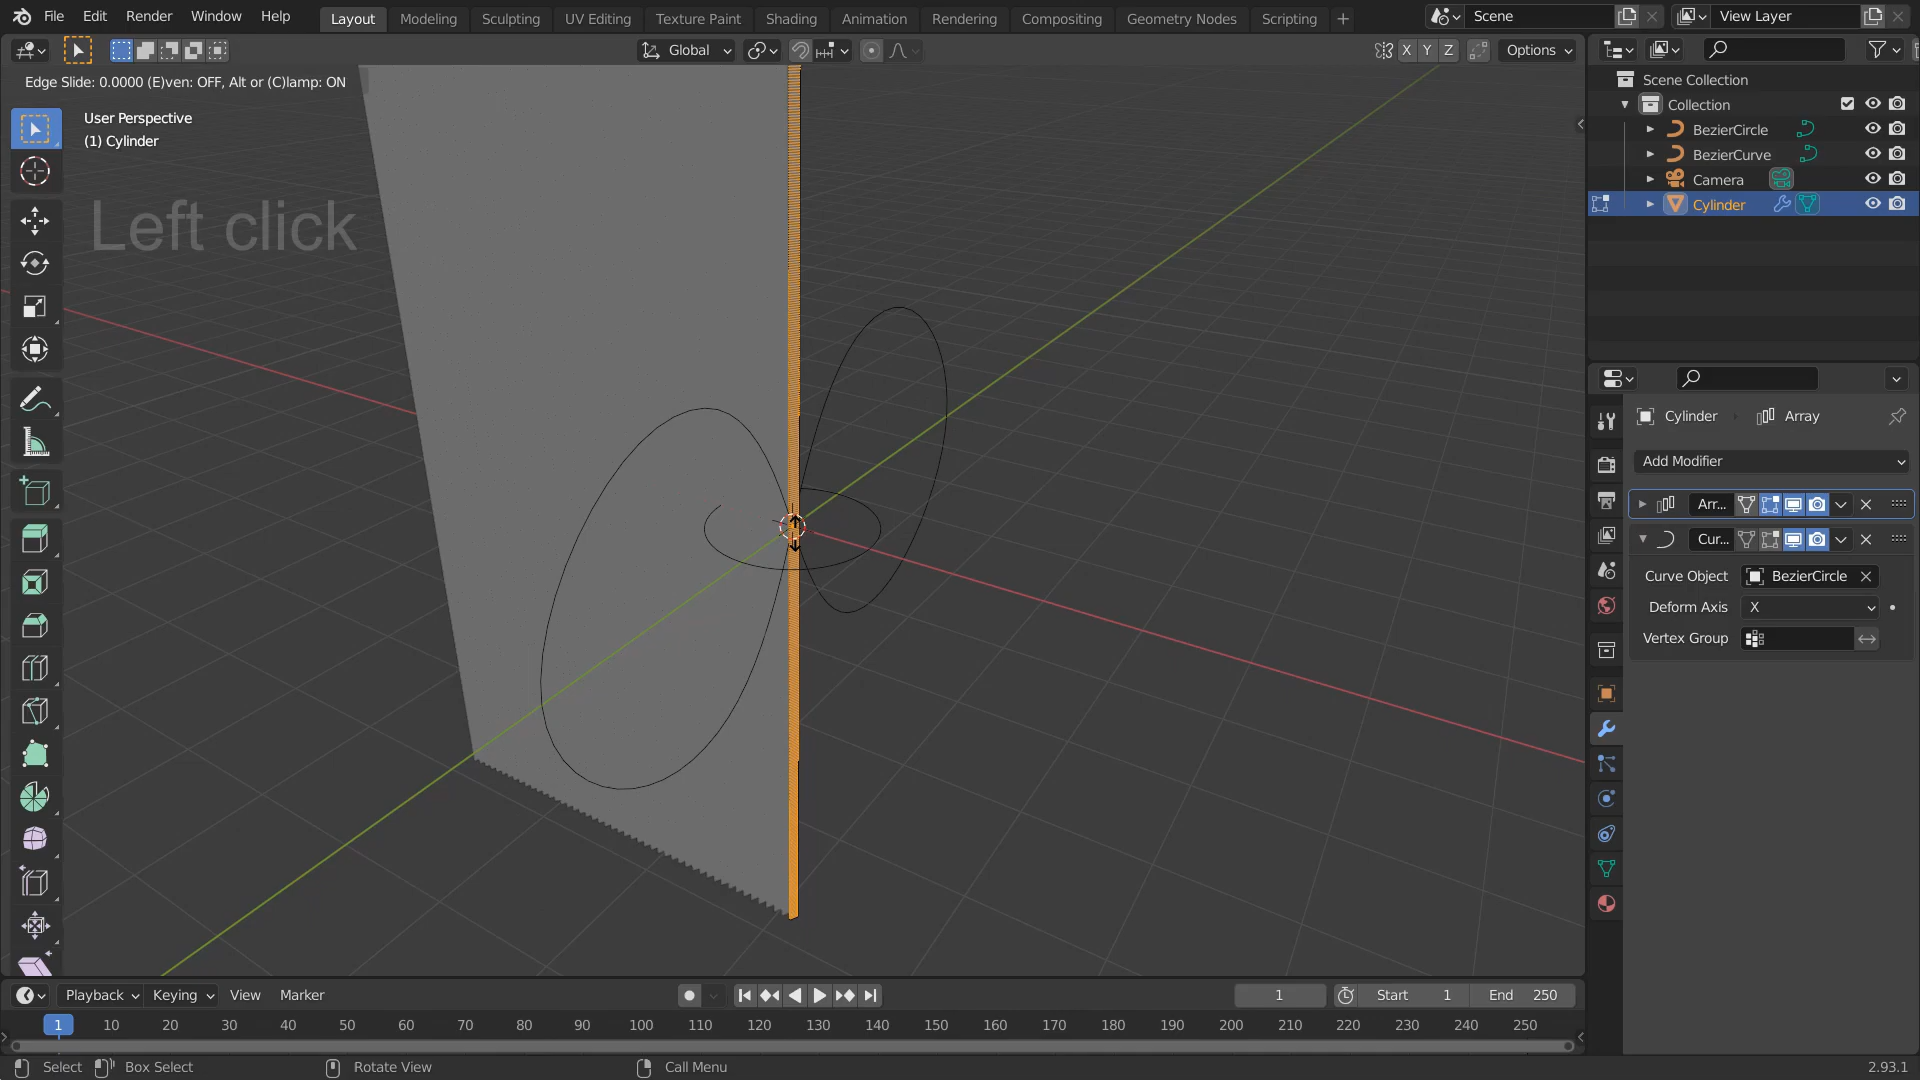 File Edit Render Window Help Layout Modeling Sculpting UV Editing Texture Paint Shading Animation Rendering Compositing Geometry Nodes Scripting + Scene View Layer
Global X Y Z Options
Edge Slide: 0.0000 (E)ven: OFF, Alt or (C)lamp: ON
User Perspective
(1) Cylinder
Left click
Scene Collection
Collection
BezierCircle
BezierCurve
Camera
Cylinder
Cylinder Array
Add Modifier
Arr...
Cur...
Curve Object BezierCircle
Deform Axis X
Vertex Group
Playback Keying View Marker 1 Start 1 End 250
1 10 20 30 40 50 60 70 80 90 100 110 120 130 140 150 160 170 180 190 200 210 220 230 240 250
Select Box Select Rotate View Call Menu 2.93.1